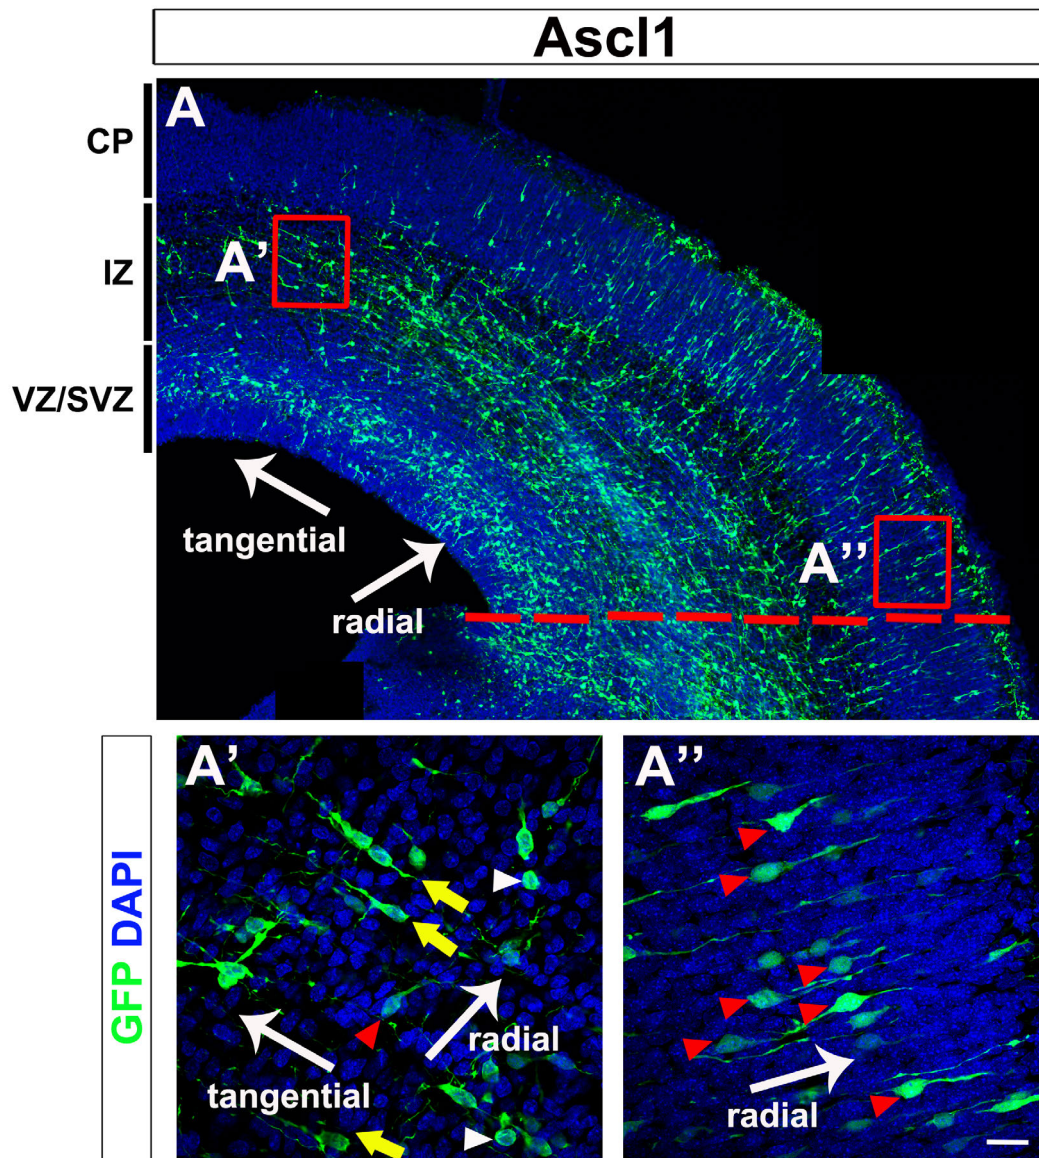 Ascl1
A
CP
IZ
VZ/SVZ
A’
A’’
tangential
radial
GFP DAPI
A’
radial
tangential
A’’
radial